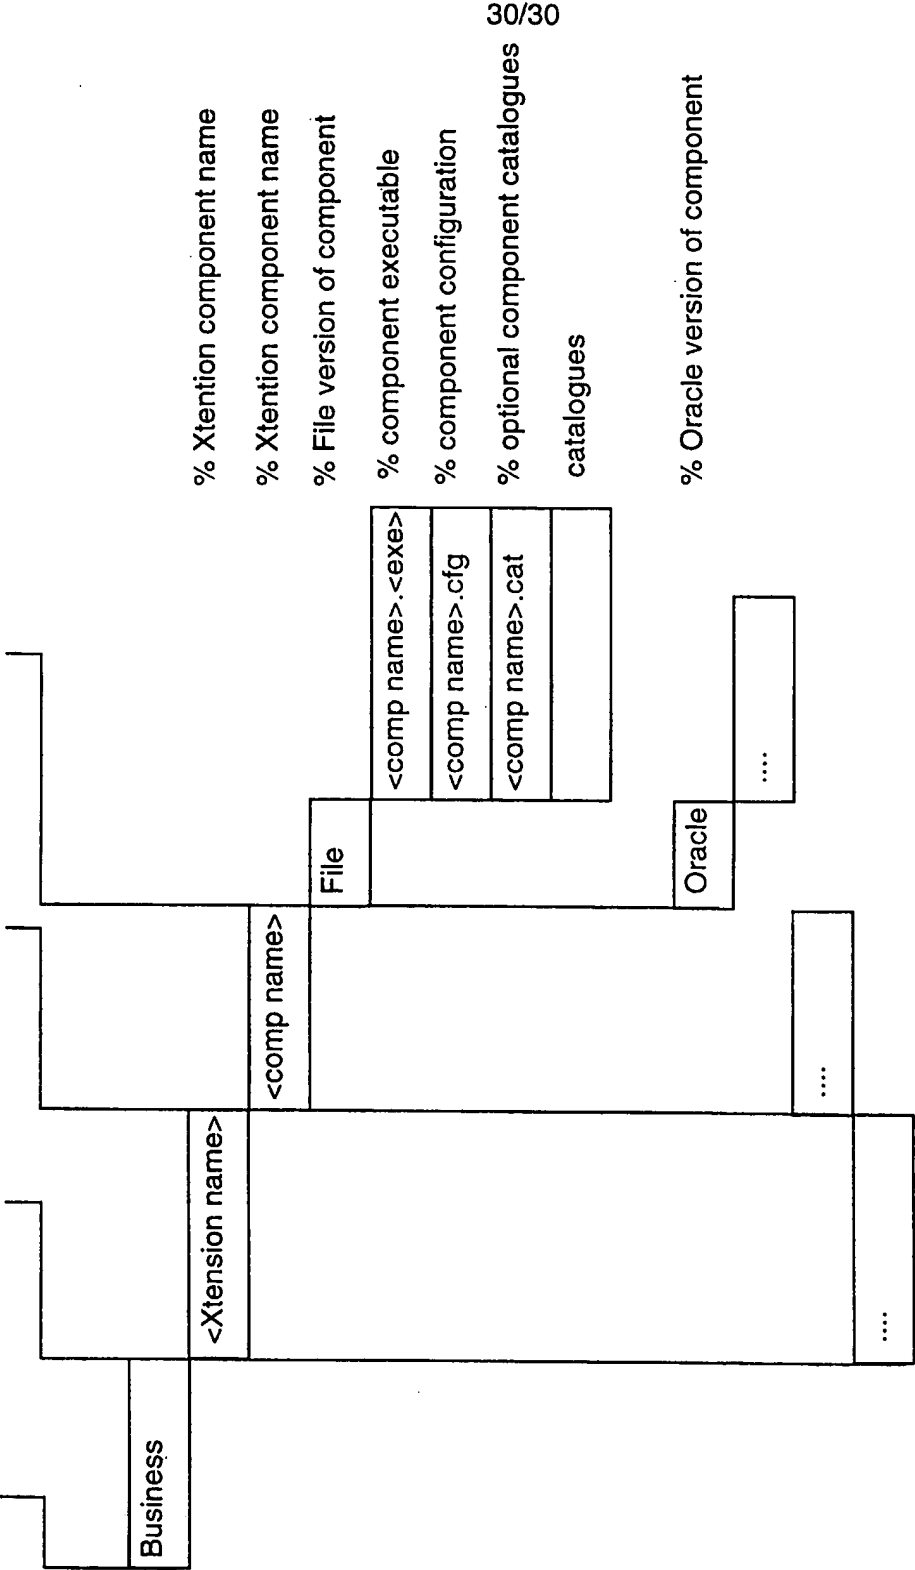 30/30
Business
<Xtension name>
% Xtention component name
<comp name>
% Xtention component name
File
% File version of component
<comp name>.<exe>
% component executable
<comp name>.cfg
% component configuration
<comp name>.cat
% optional component catalogues
catalogues
Oracle
% Oracle version of component
....
....
....